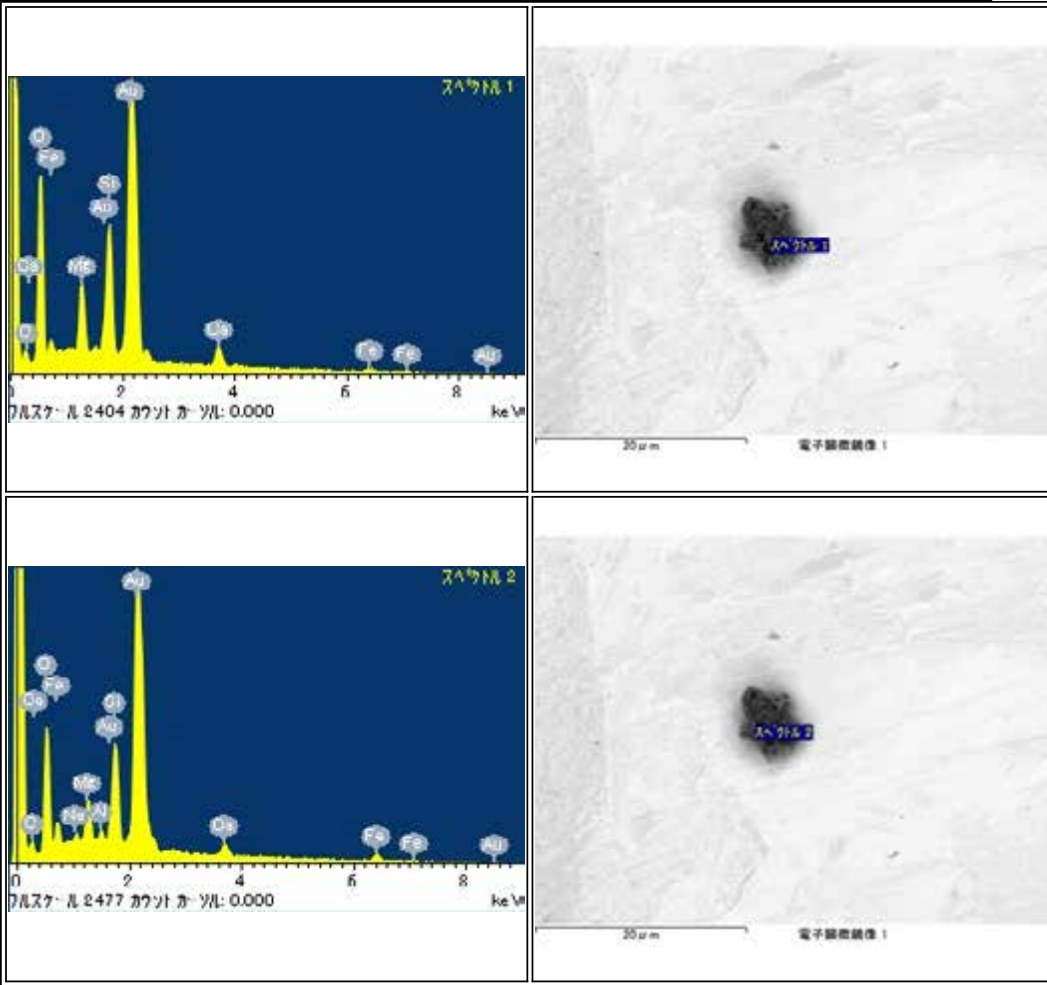 スペクトル 1
Au
O
Fe
Si
Au
Ca
Mg
C
Ca
Fe
Fe
Au
0 2 4 6 8
フルスケール 2404 カウント カーソル: 0.000 keV
スペクトル 1
20μm 電子顕微鏡像 1
スペクトル 2
Au
O
Fe
Ca
Si
Au
Mg
Na
Al
C
Ca
Fe
Fe
Au
0 2 4 6 8
フルスケール 2477 カウント カーソル: 0.000 keV
スペクトル 2
20μm 電子顕微鏡像 1